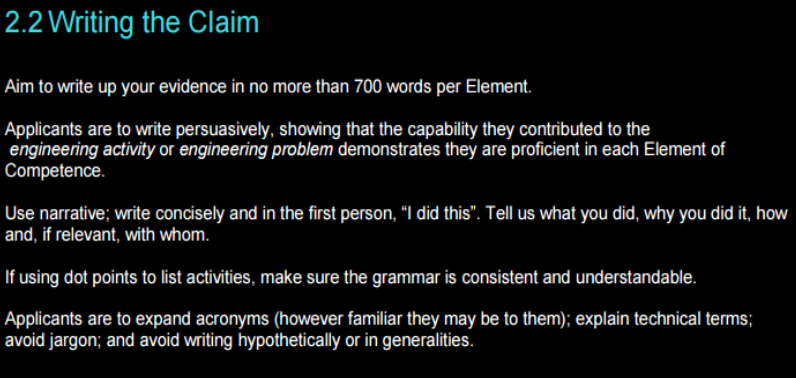 2.2 Writing the Claim
Aim to write up your evidence in no more than 700 words per Element.
Applicants are to write persuasively, showing that the capability they contributed to the
engineering activity or engineering problem demonstrates they are proficient in each Element of
Competence.
Use narrative; write concisely and in the first person, “I did this”. Tell us what you did, why you did it, how
and, if relevant, with whom.
If using dot points to list activities, make sure the grammar is consistent and understandable.
Applicants are to expand acronyms (however familiar they may be to them); explain technical terms;
avoid jargon; and avoid writing hypothetically or in generalities.